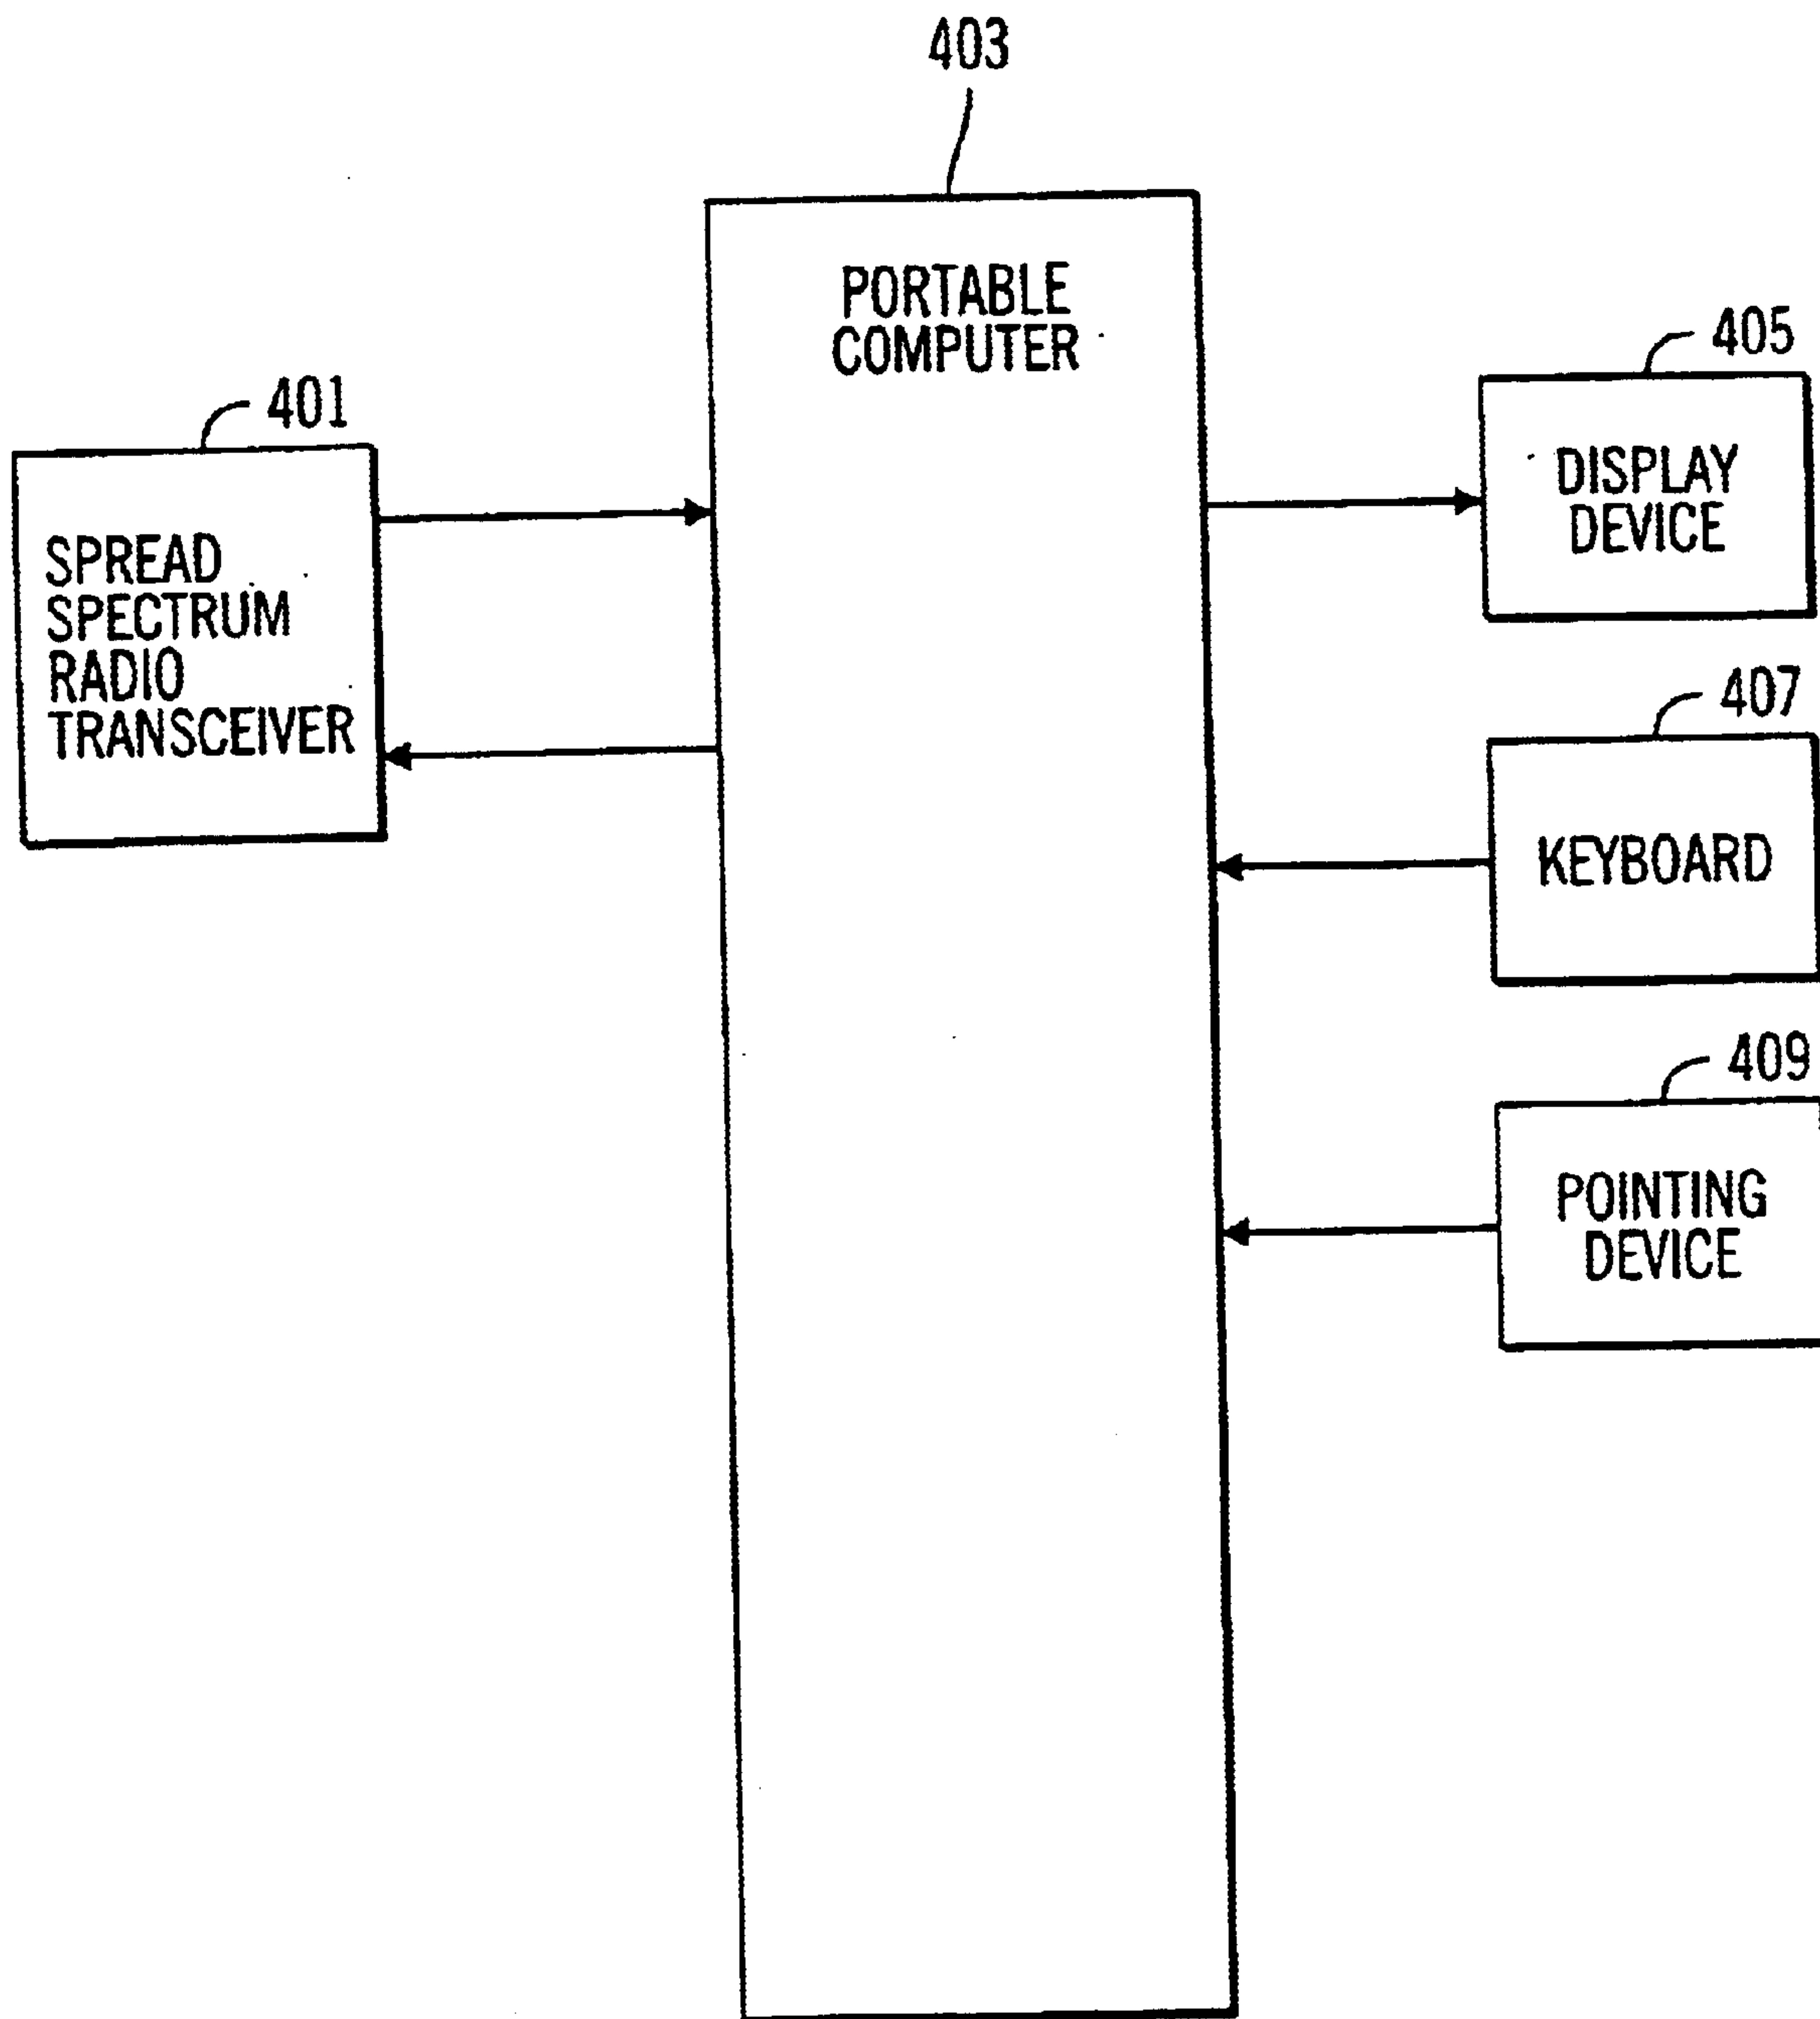 403
PORTABLE
COMPUTER
405
DISPLAY
DEVICE
401
SPREAD
SPECTRUM
RADIO
TRANSCEIVER
407
KEYBOARD
409
POINTING
DEVICE